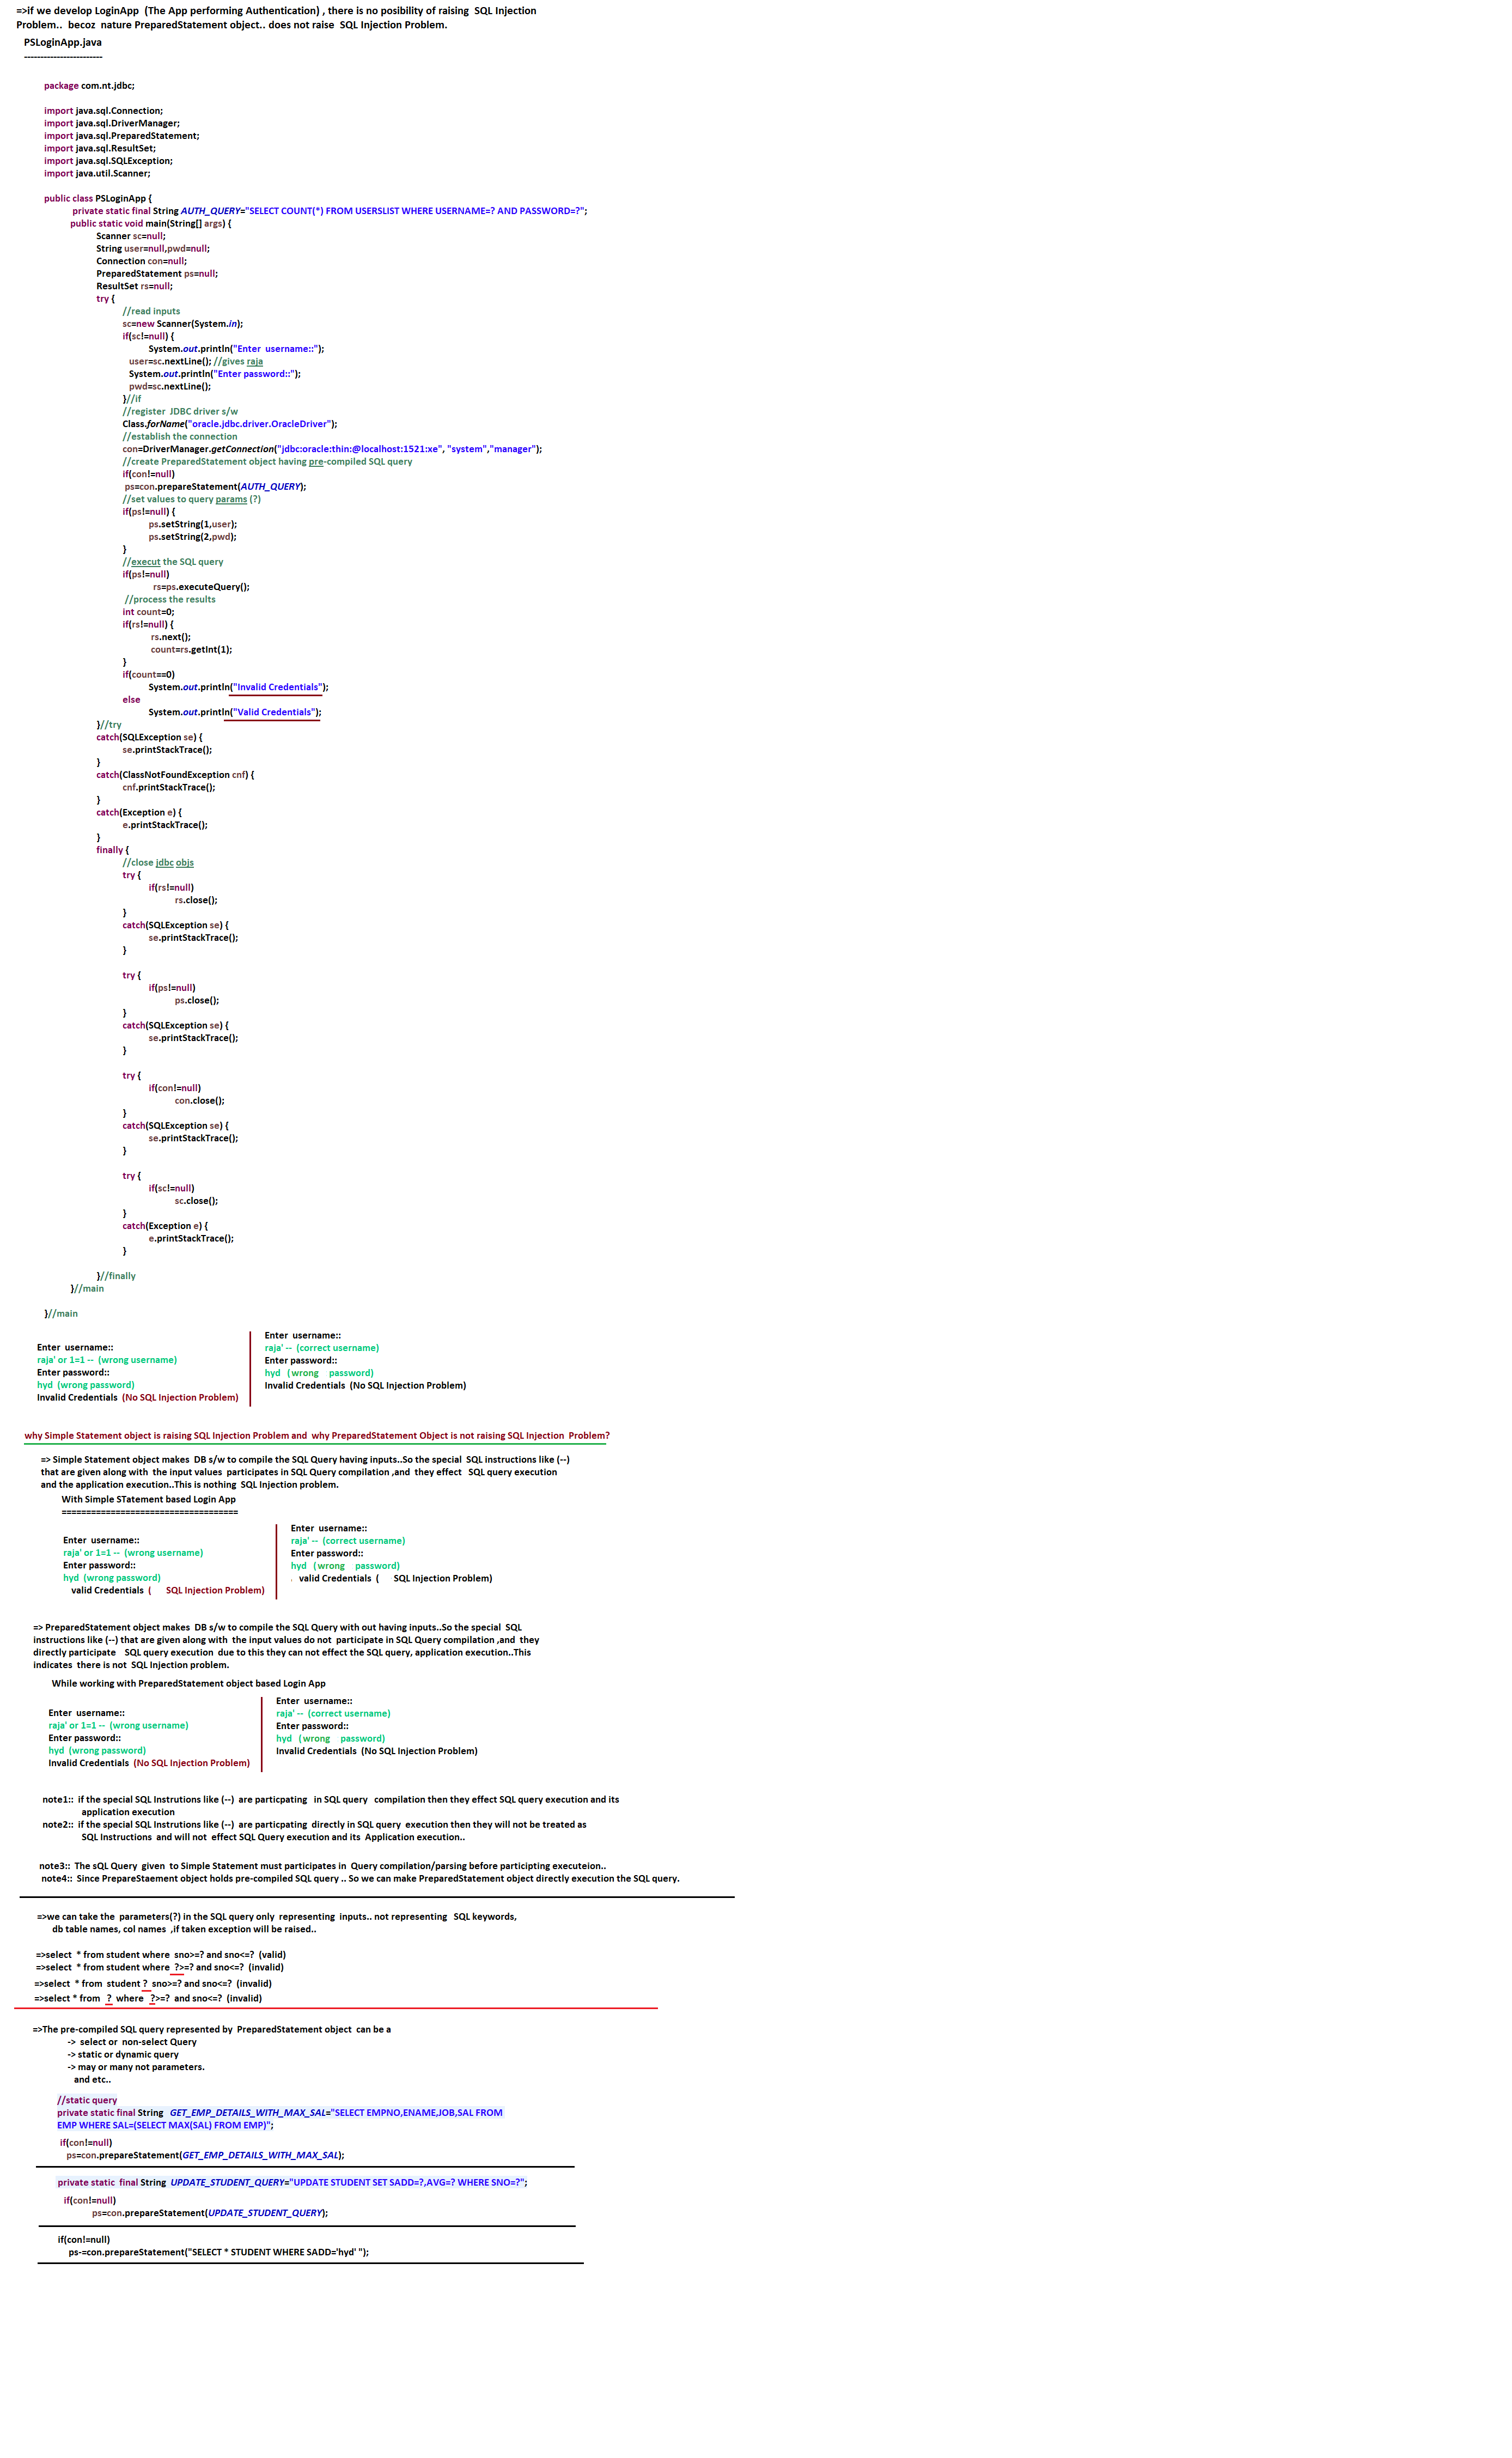 =>if we develop LoginApp (The App performing Authentication) , there is no posibility of raising SQL Injection
Problem.. becoz nature PreparedStatement object.. does not raise SQL Injection Problem.
PSLoginApp.java
------------------------
package com.nt.jdbc;
import java.sql.Connection;
import java.sql.DriverManager;
import java.sql.PreparedStatement;
import java.sql.ResultSet;
import java.sql.SQLException;
import java.util.Scanner;
public class PSLoginApp {
private static final String AUTH_QUERY="SELECT COUNT(*) FROM USERSLIST WHERE USERNAME=? AND PASSWORD=?";
public static void main(String[] args) {
Scanner sc=null;
String user=null,pwd=null;
Connection con=null;
PreparedStatement ps=null;
ResultSet rs=null;
try {
//read inputs
sc=new Scanner(System.in);
if(sc!=null) {
System.out.println("Enter username::");
user=sc.nextLine(); //gives raja
System.out.println("Enter password::");
pwd=sc.nextLine();
}//if
//register JDBC driver s/w
Class.forName("oracle.jdbc.driver.OracleDriver");
//establish the connection
con=DriverManager.getConnection("jdbc:oracle:thin:@localhost:1521:xe", "system","manager");
//create PreparedStatement object having pre-compiled SQL query
if(con!=null)
ps=con.prepareStatement(AUTH_QUERY);
//set values to query params (?)
if(ps!=null) {
ps.setString(1,user);
ps.setString(2,pwd);
}
//execut the SQL query
if(ps!=null)
rs=ps.executeQuery();
//process the results
int count=0;
if(rs!=null) {
rs.next();
count=rs.getInt(1);
}
if(count==0)
System.out.println("Invalid Credentials");
else
System.out.println("Valid Credentials");
}//try
catch(SQLException se) {
se.printStackTrace();
}
catch(ClassNotFoundException cnf) {
cnf.printStackTrace();
}
catch(Exception e) {
e.printStackTrace();
}
finally {
//close jdbc objs
try {
if(rs!=null)
rs.close();
}
catch(SQLException se) {
se.printStackTrace();
}
try {
if(ps!=null)
ps.close();
}
catch(SQLException se) {
se.printStackTrace();
}
try {
if(con!=null)
con.close();
}
catch(SQLException se) {
se.printStackTrace();
}
try {
if(sc!=null)
sc.close();
}
catch(Exception e) {
e.printStackTrace();
}
}//finally
}//main
}//main
Enter username::
raja' or 1=1 -- (wrong username)
Enter password::
hyd (wrong password)
Invalid Credentials (No SQL Injection Problem)
Enter username::
raja' -- (correct username)
Enter password::
hyd (wrong password)
Invalid Credentials (No SQL Injection Problem)
why Simple Statement object is raising SQL Injection Problem and why PreparedStatement Object is not raising SQL Injection Problem?
=> Simple Statement object makes DB s/w to compile the SQL Query having inputs..So the special SQL instructions like (--)
that are given along with the input values participates in SQL Query compilation ,and they effect SQL query execution
and the application execution..This is nothing SQL Injection problem.
With Simple STatement based Login App
====================================
Enter username::
raja' or 1=1 -- (wrong username)
Enter password::
hyd (wrong password)
valid Credentials ( SQL Injection Problem)
Enter username::
raja' -- (correct username)
Enter password::
hyd (wrong password)
valid Credentials ( SQL Injection Problem)
=> PreparedStatement object makes DB s/w to compile the SQL Query with out having inputs..So the special SQL
instructions like (--) that are given along with the input values do not participate in SQL Query compilation ,and they
directly participate SQL query execution due to this they can not effect the SQL query, application execution..This
indicates there is not SQL Injection problem.
While working with PreparedStatement object based Login App
Enter username::
raja' or 1=1 -- (wrong username)
Enter password::
hyd (wrong password)
Invalid Credentials (No SQL Injection Problem)
Enter username::
raja' -- (correct username)
Enter password::
hyd (wrong password)
Invalid Credentials (No SQL Injection Problem)
note1:: if the special SQL Instrutions like (--) are particpating in SQL query compilation then they effect SQL query execution and its
application execution
note2:: if the special SQL Instrutions like (--) are particpating directly in SQL query execution then they will not be treated as
SQL Instructions and will not effect SQL Query execution and its Application execution..
note3:: The sQL Query given to Simple Statement must participates in Query compilation/parsing before particpting executeion..
note4:: Since PrepareStaement object holds pre-compiled SQL query .. So we can make PreparedStatement object directly execution the SQL query.
=>we can take the parameters(?) in the SQL query only representing inputs.. not representing SQL keywords,
db table names, col names ,if taken exception will be raised..
=>select * from student where sno>=? and sno<=? (valid)
=>select * from student where ?>=? and sno<=? (invalid)
=>select * from student ? sno>=? and sno<=? (invalid)
=>select * from ? where ?>=? and sno<=? (invalid)
=>The pre-compiled SQL query represented by PreparedStatement object can be a
-> select or non-select Query
-> static or dynamic query
-> may or many not parameters.
and etc..
//static query
private static final String GET_EMP_DETAILS_WITH_MAX_SAL="SELECT EMPNO,ENAME,JOB,SAL FROM
EMP WHERE SAL=(SELECT MAX(SAL) FROM EMP)";
if(con!=null)
ps=con.prepareStatement(GET_EMP_DETAILS_WITH_MAX_SAL);
private static final String UPDATE_STUDENT_QUERY="UPDATE STUDENT SET SADD=?,AVG=? WHERE SNO=?";
if(con!=null)
ps=con.prepareStatement(UPDATE_STUDENT_QUERY);
if(con!=null)
ps-=con.prepareStatement("SELECT * STUDENT WHERE SADD='hyd' ");